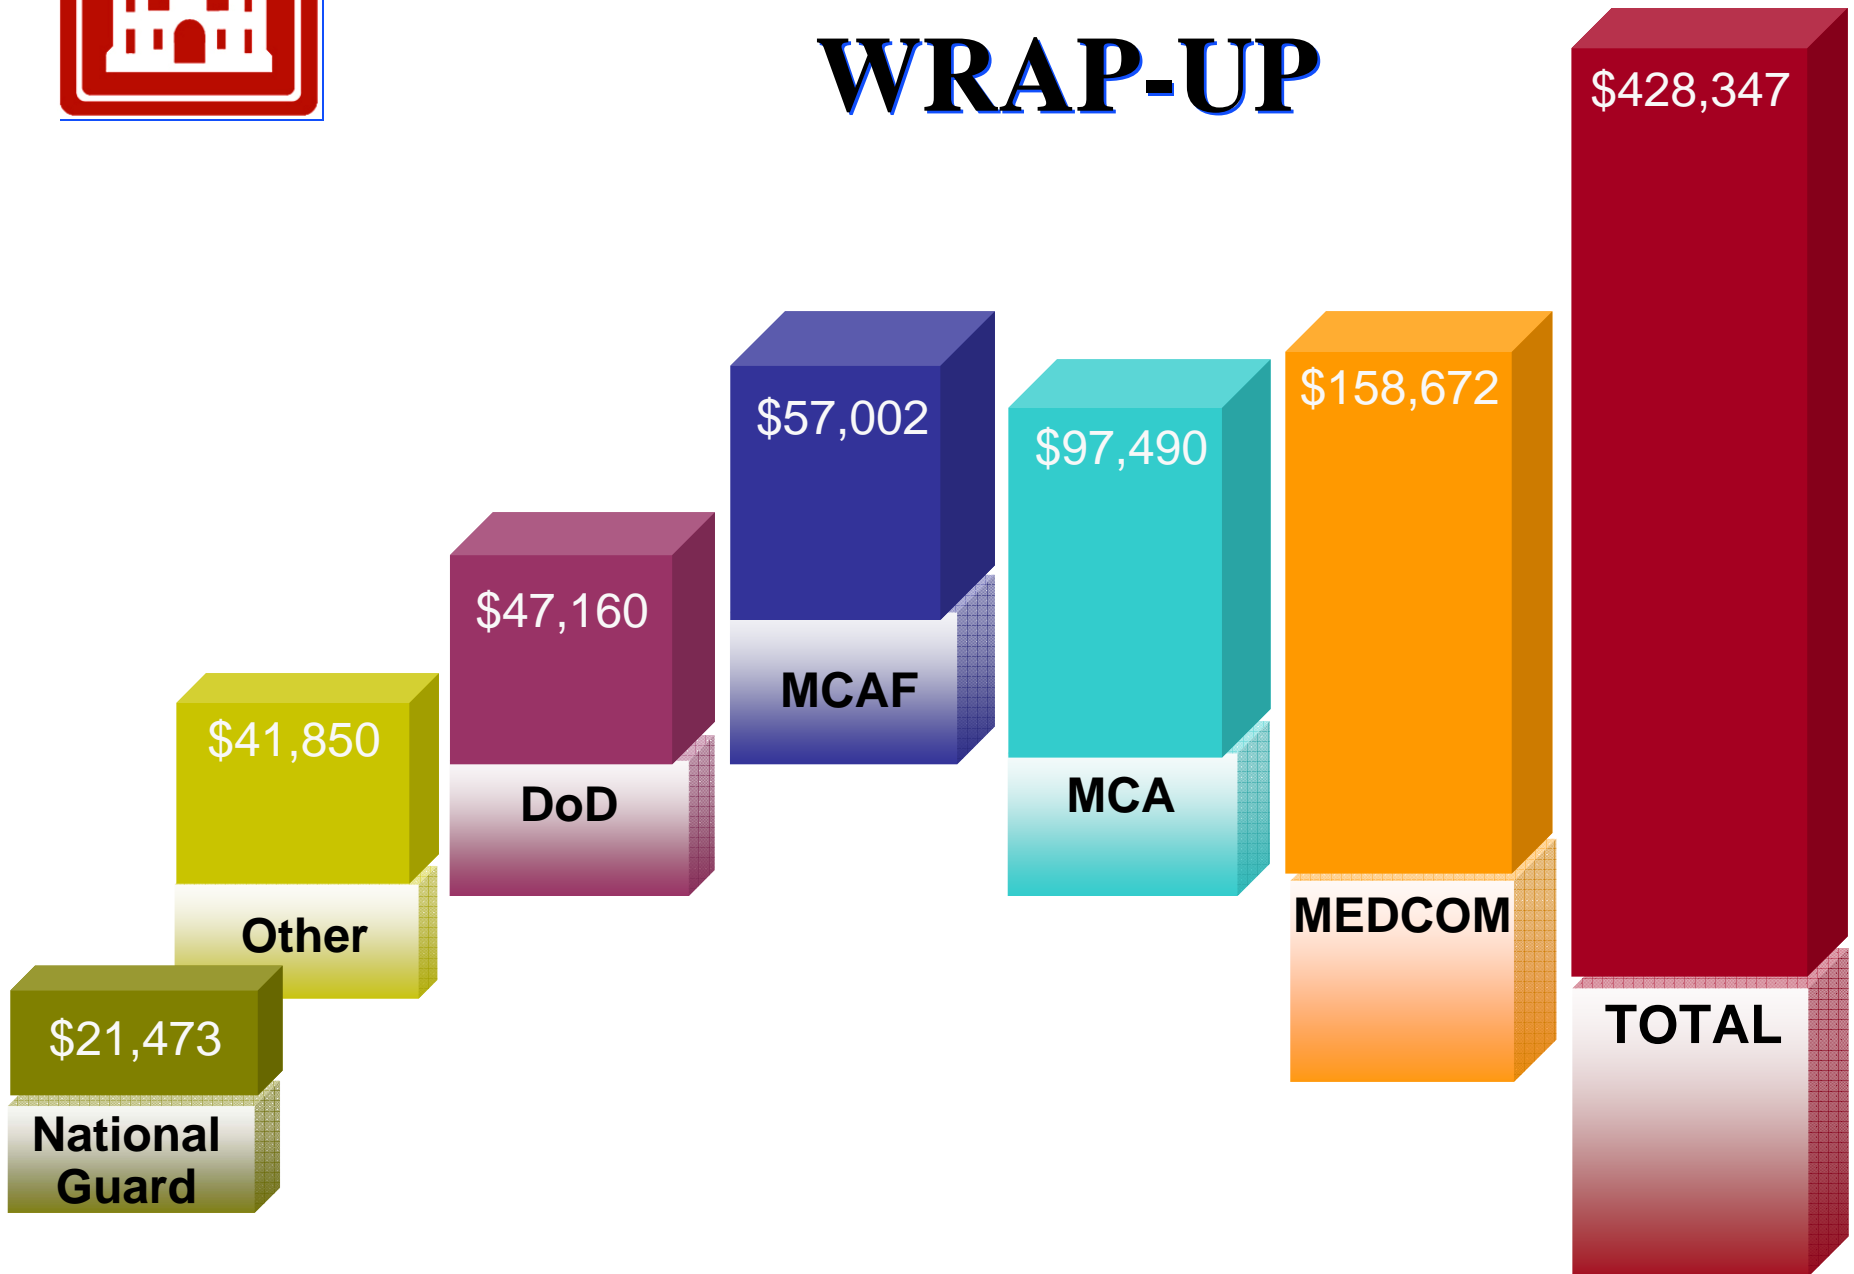 WRAP-UP
$428,347
$158,672
$57,002
$97,490
$47,160
MCAF
$41,850
DoD
MCA
MEDCOM
Other
TOTAL
$21,473
National
Guard